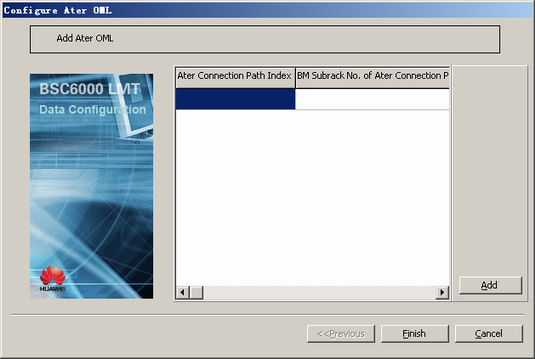 Configure Ater OML
Add Ater OML
BSC6000 LMT
Data Configuration
HUAWEI
Ater Connection Path Index
BM Subrack No. of Ater Connection P
Add
<<Previous
Finish
Cancel